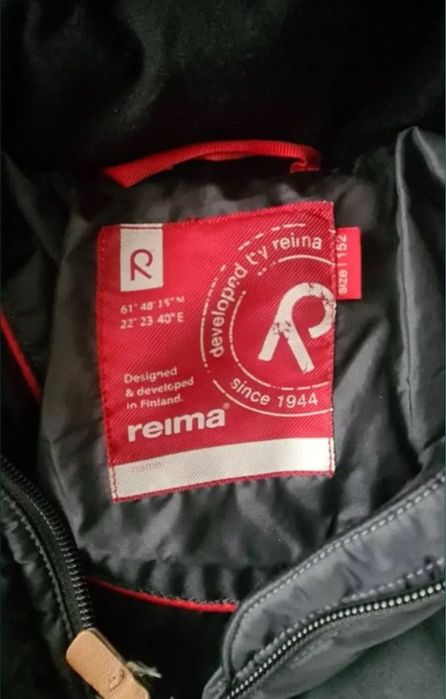 R
61° 48' 15" N
22° 23' 40" E
developed by reima
R
since 1944
size | 152
Designed
& developed
in Finland.
reima®
name